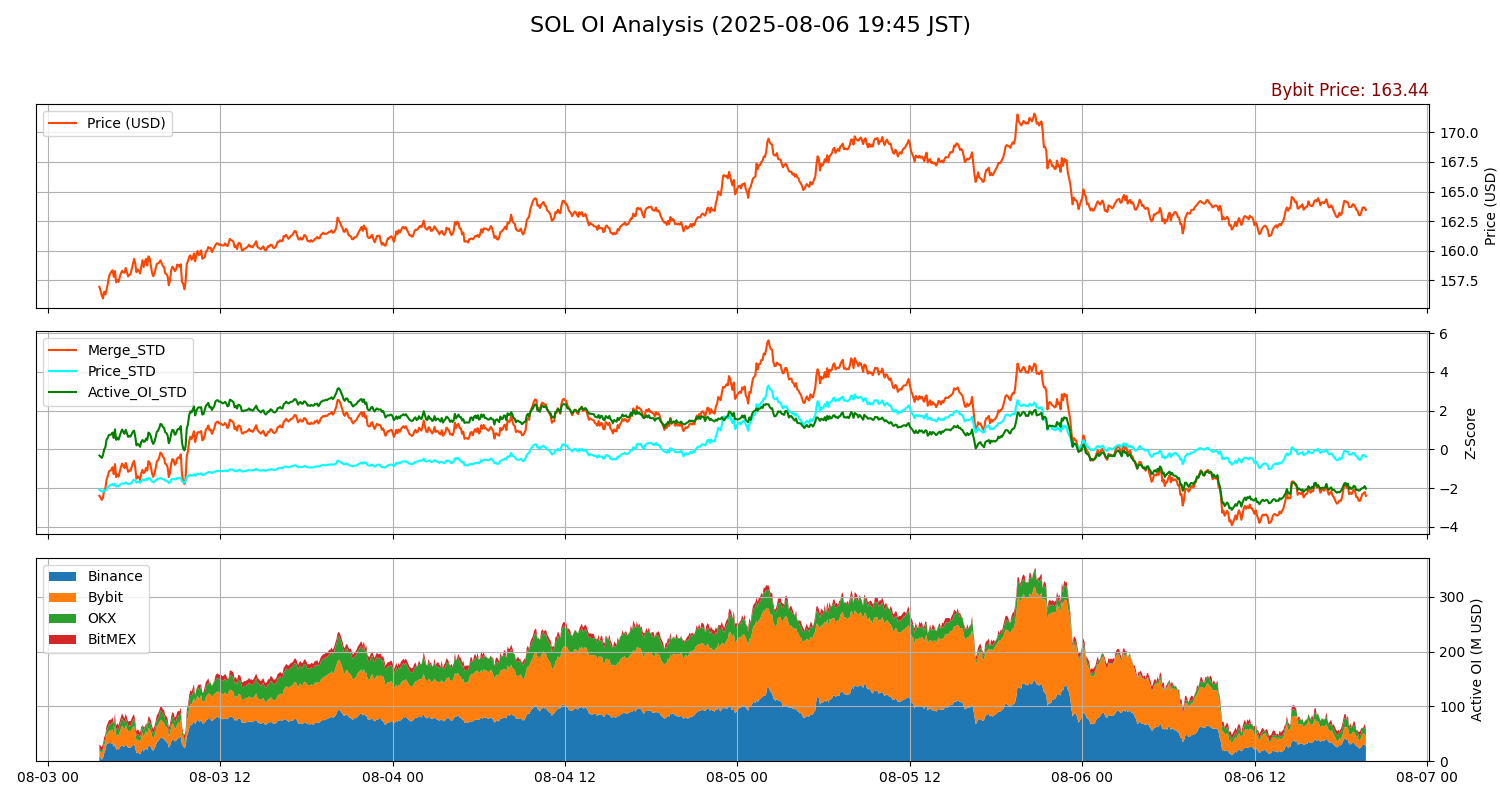 SOL OI Analysis (2025-08-06 19:45 JST)
Bybit Price: 163.44
Price (USD)
170.0
167.5
165.0
162.5
160.0
157.5
Price (USD)
Merge_STD
Price_STD
Active_OI_STD
6
4
2
0
−2
−4
Z-Score
Binance
Bybit
OKX
BitMEX
300
200
100
0
Active OI (M USD)
08-03 00
08-03 12
08-04 00
08-04 12
08-05 00
08-05 12
08-06 00
08-06 12
08-07 00